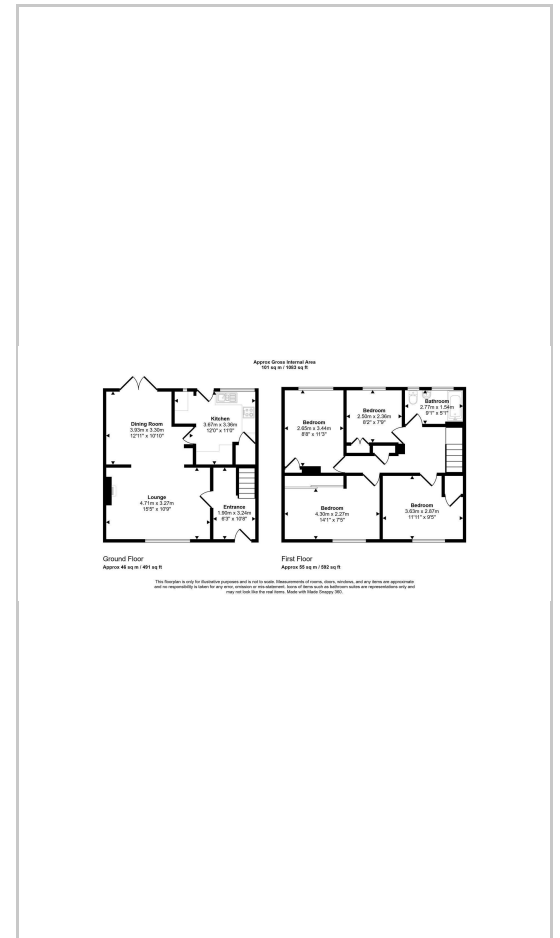 Approx Gross Internal Area
101 sq m / 1083 sq ft
Dining Room
3.93m x 3.30m
12'11" x 10'10"
Kitchen
3.67m x 3.36m
12'0" x 11'0"
Lounge
4.71m x 3.27m
15'5" x 10'9"
Entrance
1.90m x 3.24m
6'3" x 10'8"
Ground Floor
Approx 46 sq m / 491 sq ft
Bedroom
2.65m x 3.44m
8'8" x 11'3"
Bedroom
2.50m x 2.36m
8'2" x 7'9"
Bathroom
2.77m x 1.54m
9'1" x 5'1"
Bedroom
4.30m x 2.27m
14'1" x 7'5"
Bedroom
3.63m x 2.87m
11'11" x 9'5"
First Floor
Approx 55 sq m / 592 sq ft
This floorplan is only for illustrative purposes and is not to scale. Measurements of rooms, doors, windows, and any items are approximate
and no responsibility is taken for any error, omission or mis-statement. Icons of items such as bathroom suites are representations only and
may not look like the real items. Made with Made Snappy 360.